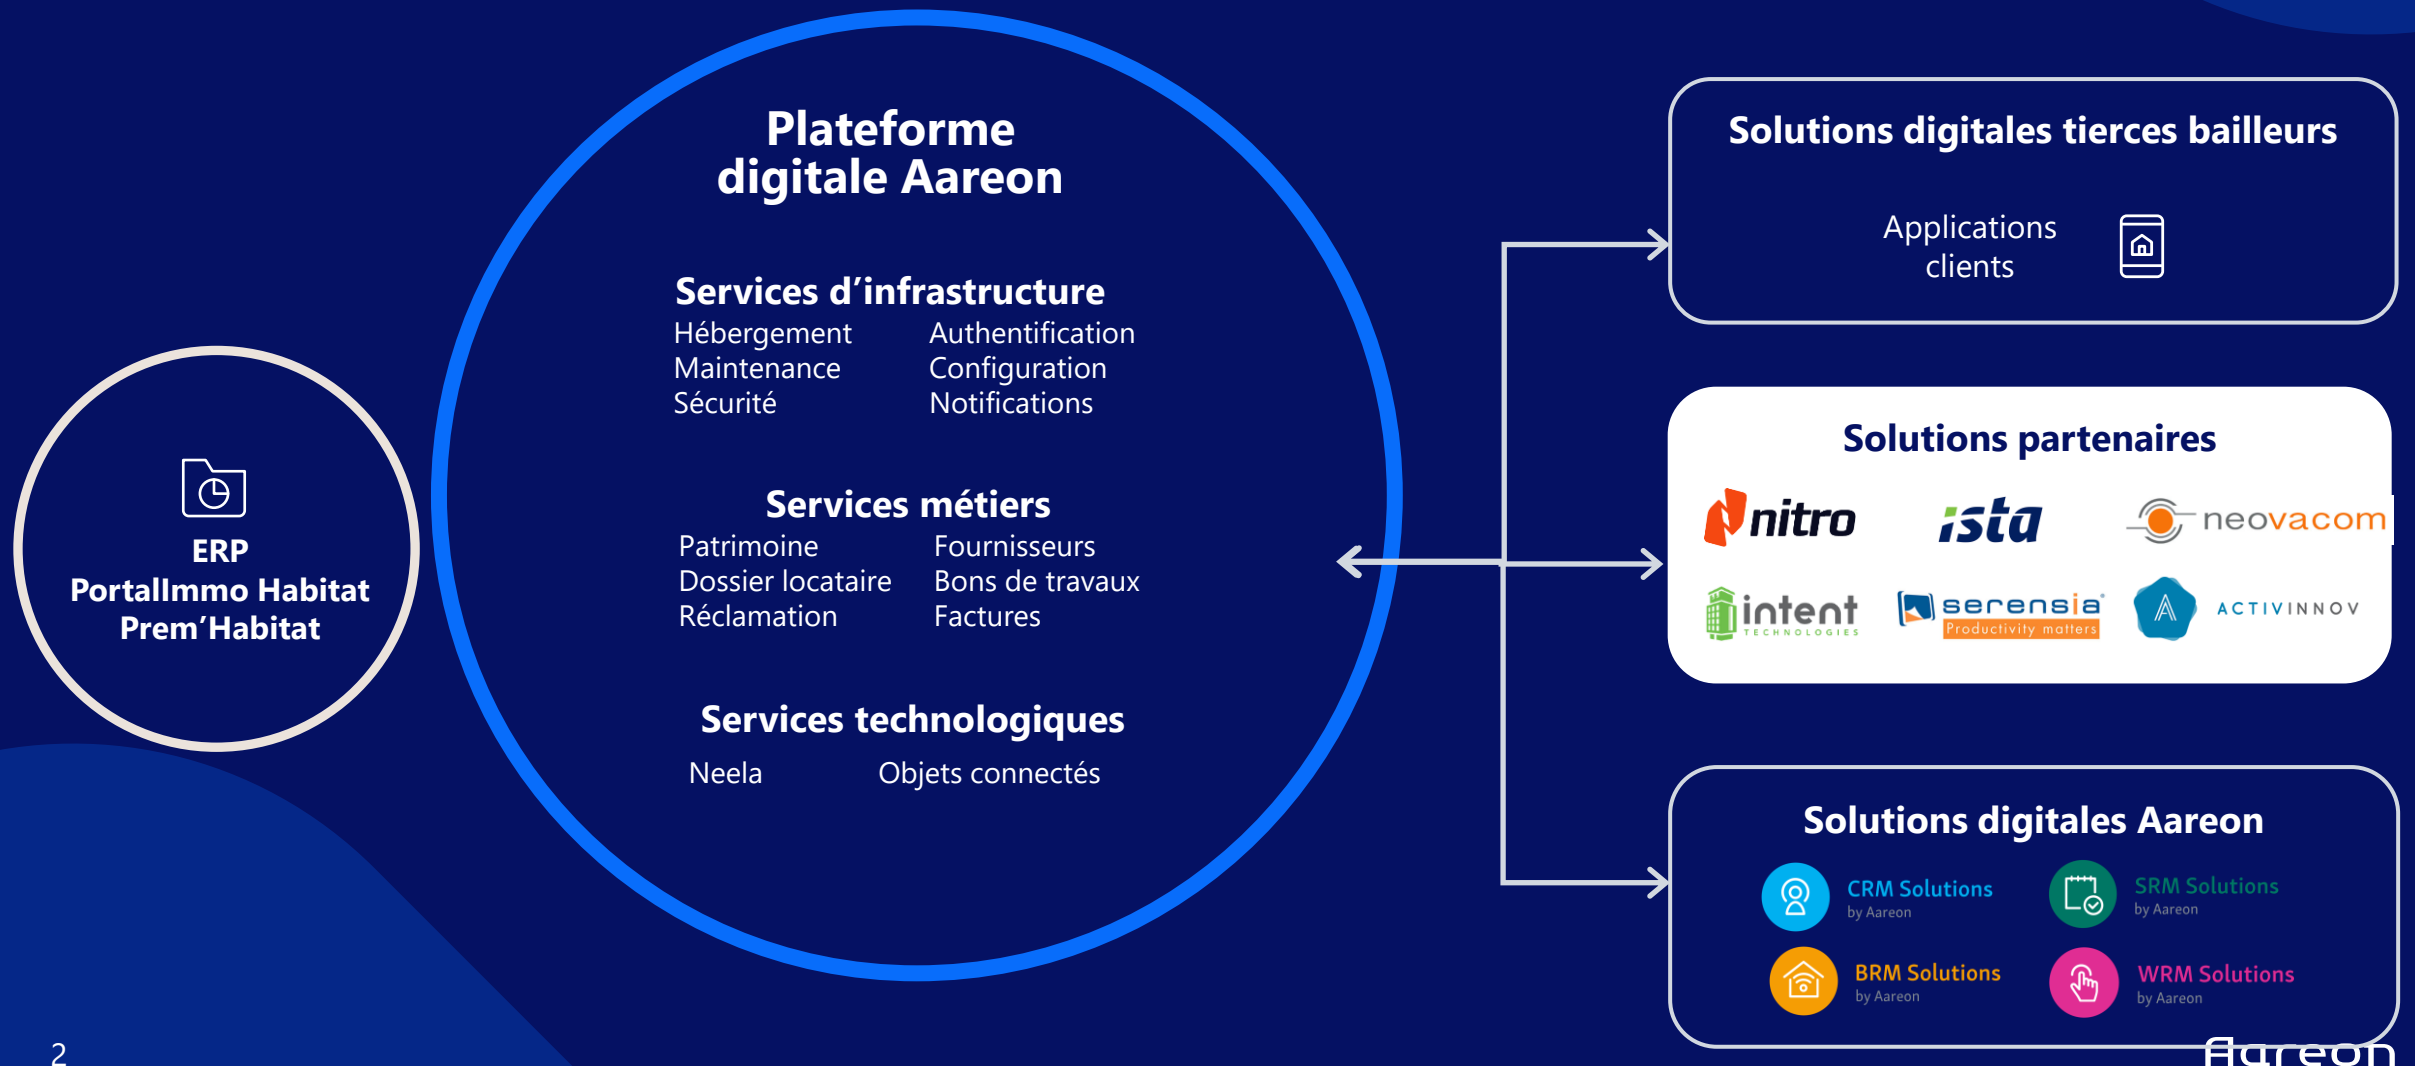 ERP
PortalImmo Habitat
Prem’Habitat
Plateforme
digitale Aareon
Services d’infrastructure
Hébergement Authentification
Maintenance Configuration
Sécurité Notifications
Services métiers
Patrimoine Fournisseurs
Dossier locataire Bons de travaux
Réclamation Factures
Services technologiques
Neela Objets connectés
Solutions digitales tierces bailleurs
Applications
clients
Solutions partenaires
nitro ista neovacom
intent
TECHNOLOGIES
serensia
Productivity matters
ACTIVINNOV
Solutions digitales Aareon
CRM Solutions
by Aareon
SRM Solutions
by Aareon
BRM Solutions
by Aareon
WRM Solutions
by Aareon
2
Aareon